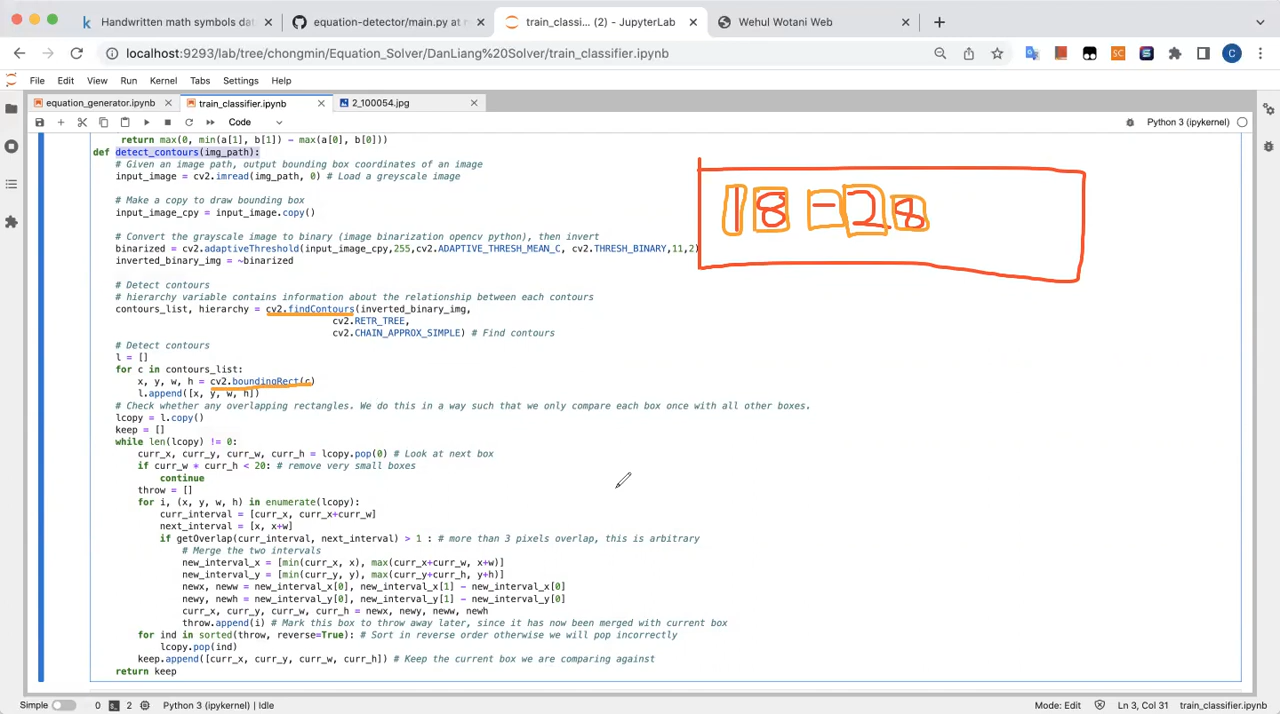 Handwritten math symbols dat
equation-detector/main.py at m
train_classi… (2) - JupyterLab
Wehul Wotani Web
localhost:9293/lab/tree/chongmin/Equation_Solver/DanLiang%20Solver/train_classifier.ipynb
File Edit View Run Kernel Tabs Settings Help
equation_generator.ipynb
train_classifier.ipynb
2_100054.jpg
Code
Python 3 (ipykernel)
return max(0, min(a[1], b[1]) - max(a[0], b[0]))
def detect_contours(img_path):
# Given an image path, output bounding box coordinates of an image
input_image = cv2.imread(img_path, 0) # Load a greyscale image
# Make a copy to draw bounding box
input_image_cpy = input_image.copy()
# Convert the greyscale image to binary (image binarization opencv python), then invert
binarized = cv2.adaptiveThreshold(input_image_cpy,255,cv2.ADAPTIVE_THRESH_MEAN_C, cv2.THRESH_BINARY,11,2)
inverted_binary_img = ~binarized
# Detect contours
# hierarchy variable contains information about the relationship between each contours
contours_list, hierarchy = cv2.findContours(inverted_binary_img,
cv2.RETR_TREE,
cv2.CHAIN_APPROX_SIMPLE) # Find contours
# Detect contours
l = []
for c in contours_list:
x, y, w, h = cv2.boundingRect(c)
l.append([x, y, w, h])
# Check whether any overlapping rectangles. We do this in a way such that we only compare each box once with all other boxes.
lcopy = l.copy()
keep = []
while len(lcopy) != 0:
curr_x, curr_y, curr_w, curr_h = lcopy.pop(0) # Look at next box
if curr_w * curr_h < 20: # remove very small boxes
continue
throw = []
for i, (x, y, w, h) in enumerate(lcopy):
curr_interval = [curr_x, curr_x+curr_w]
next_interval = [x, x+w]
if getOverlap(curr_interval, next_interval) > 1 : # more than 3 pixels overlap, this is arbitrary
# Merge the two intervals
new_interval_x = [min(curr_x, x), max(curr_x+curr_w, x+w)]
new_interval_y = [min(curr_y, y), max(curr_y+curr_h, y+h)]
newx, neww = new_interval_x[0], new_interval_x[1] - new_interval_x[0]
newy, newh = new_interval_y[0], new_interval_y[1] - new_interval_y[0]
curr_x, curr_y, curr_w, curr_h = newx, newy, neww, newh
throw.append(i) # Mark this box to throw away later, since it has now been merged with current box
for ind in sorted(throw, reverse=True): # Sort in reverse order otherwise we will pop incorrectly
lcopy.pop(ind)
keep.append([curr_x, curr_y, curr_w, curr_h]) # Keep the current box we are comparing against
return keep
18 - 28
Simple 0 2 Python 3 (ipykernel) | Idle
Mode: Edit Ln 3, Col 31 train_classifier.ipynb